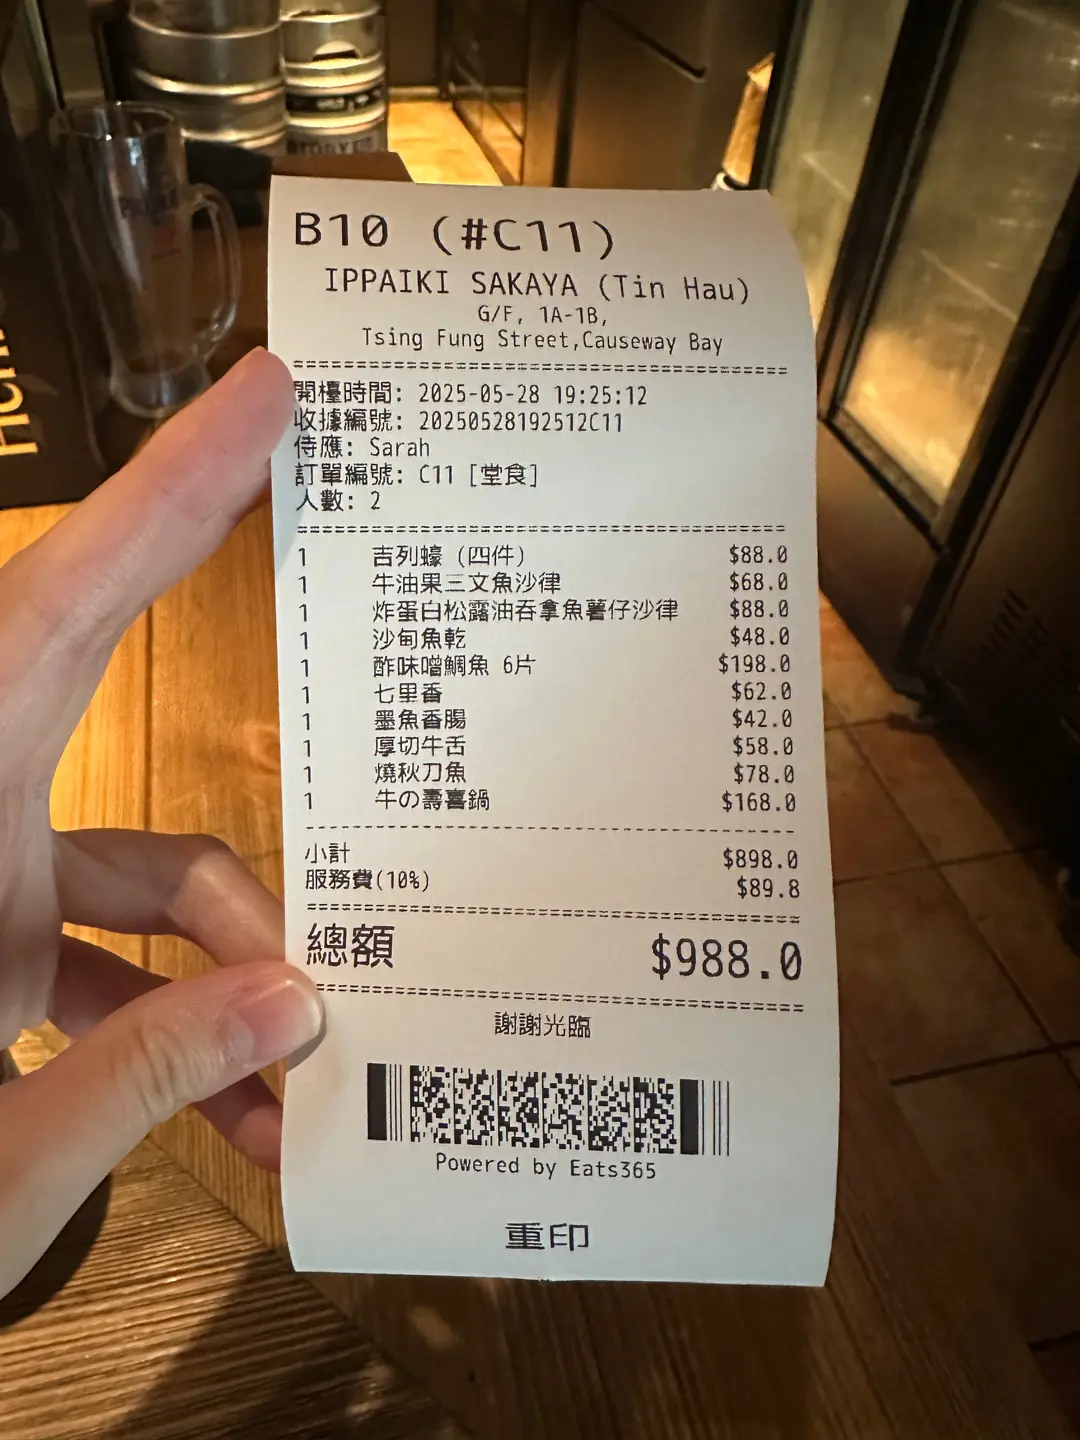 B10 (#C11)
IPPAIKI SAKAYA (Tin Hau)
G/F, 1A-1B,
Tsing Fung Street,Causeway Bay
開檯時間: 2025-05-28 19:25:12
收據編號: 20250528192512C11
侍應: Sarah
訂單編號: C11 [堂食]
人數: 2
1 吉列蠔 (四件) $88.0
1 牛油果三文魚沙律 $68.0
1 炸蛋白松露油吞拿魚薯仔沙律 $88.0
1 沙甸魚乾 $48.0
1 酢味噌鯛魚 6片 $198.0
1 七里香 $62.0
1 墨魚香腸 $42.0
1 厚切牛舌 $58.0
1 燒秋刀魚 $78.0
1 牛の壽喜鍋 $168.0
小計 $898.0
服務費(10%) $89.8
總額 $988.0
謝謝光臨
Powered by Eats365
重印